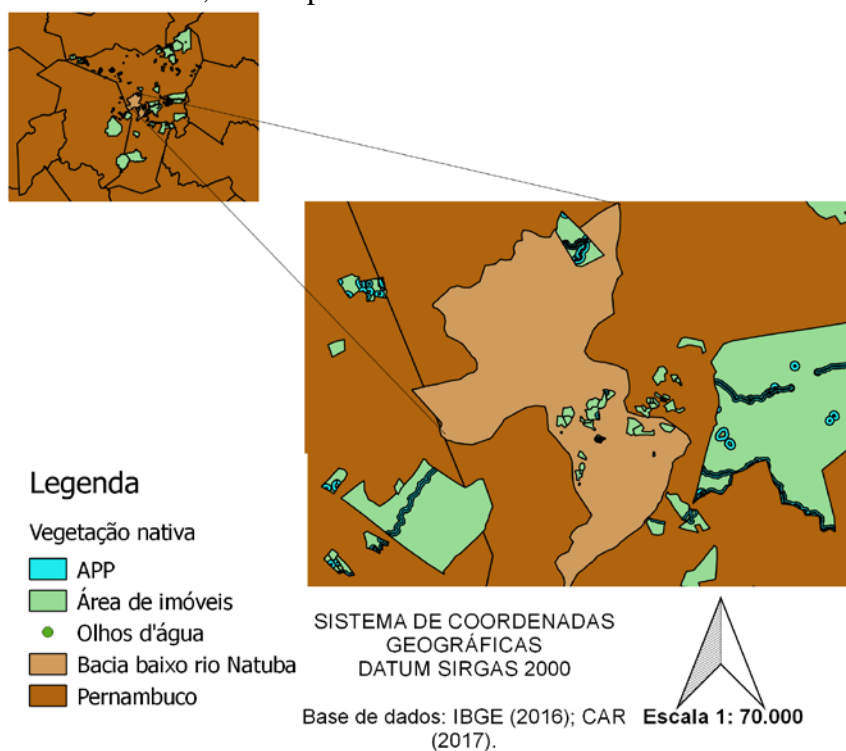 Legenda
Vegetação nativa
APP
Área de imóveis
Olhos d'água
Bacia baixo rio Natuba
Pernambuco
SISTEMA DE COORDENADAS
GEOGRÁFICAS
DATUM SIRGAS 2000
Base de dados: IBGE (2016); CAR
(2017).
Escala 1: 70.000